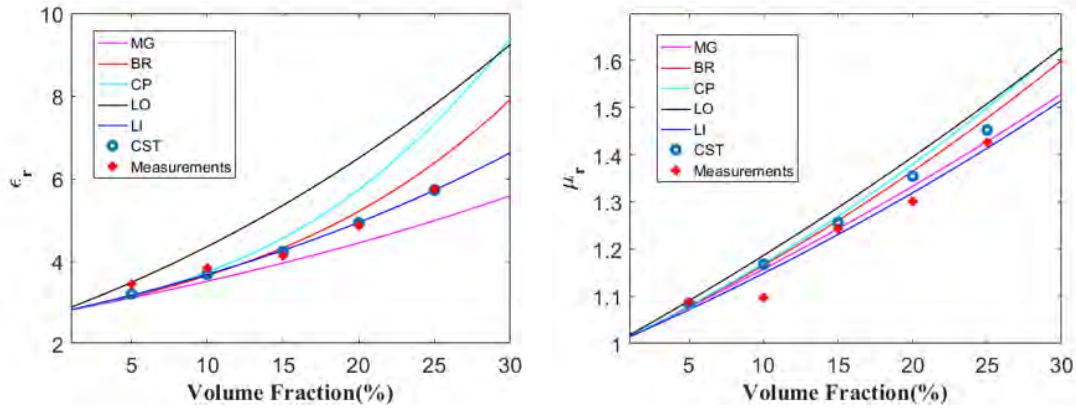 10
8
6
4
2
ϵr
MG
BR
CP
LO
LI
CST
Measurements
5 10 15 20 25 30
Volume Fraction(%)
1.6
1.5
1.4
1.3
1.2
1.1
1
μr
MG
BR
CP
LO
LI
CST
Measurements
5 10 15 20 25 30
Volume Fraction(%)